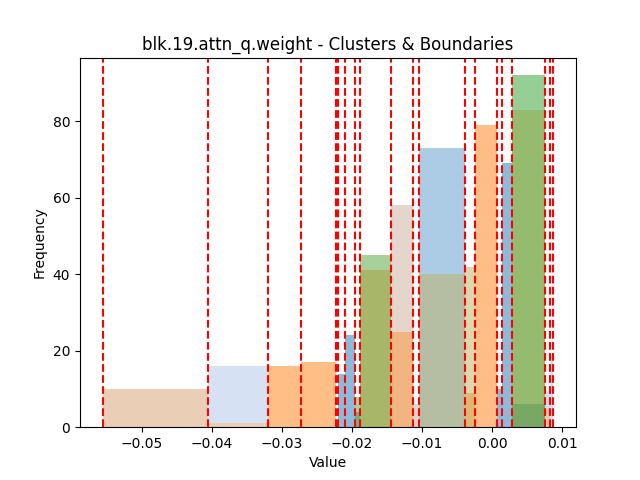 blk.19.attn_q.weight - Clusters & Boundaries
Frequency
80
60
40
20
0
−0.05 −0.04 −0.03 −0.02 −0.01 0.00 0.01
Value